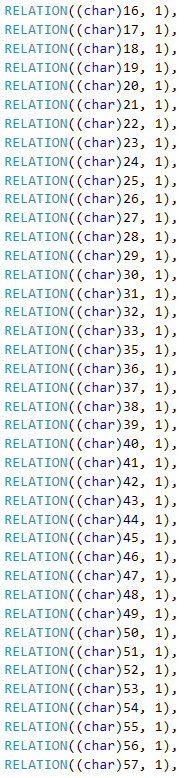 RELATION((char)16, 1),
RELATION((char)17, 1),
RELATION((char)18, 1),
RELATION((char)19, 1),
RELATION((char)20, 1),
RELATION((char)21, 1),
RELATION((char)22, 1),
RELATION((char)23, 1),
RELATION((char)24, 1),
RELATION((char)25, 1),
RELATION((char)26, 1),
RELATION((char)27, 1),
RELATION((char)28, 1),
RELATION((char)29, 1),
RELATION((char)30, 1),
RELATION((char)31, 1),
RELATION((char)32, 1),
RELATION((char)33, 1),
RELATION((char)35, 1),
RELATION((char)36, 1),
RELATION((char)37, 1),
RELATION((char)38, 1),
RELATION((char)39, 1),
RELATION((char)40, 1),
RELATION((char)41, 1),
RELATION((char)42, 1),
RELATION((char)43, 1),
RELATION((char)44, 1),
RELATION((char)45, 1),
RELATION((char)46, 1),
RELATION((char)47, 1),
RELATION((char)48, 1),
RELATION((char)49, 1),
RELATION((char)50, 1),
RELATION((char)51, 1),
RELATION((char)52, 1),
RELATION((char)53, 1),
RELATION((char)54, 1),
RELATION((char)55, 1),
RELATION((char)56, 1),
RELATION((char)57, 1),